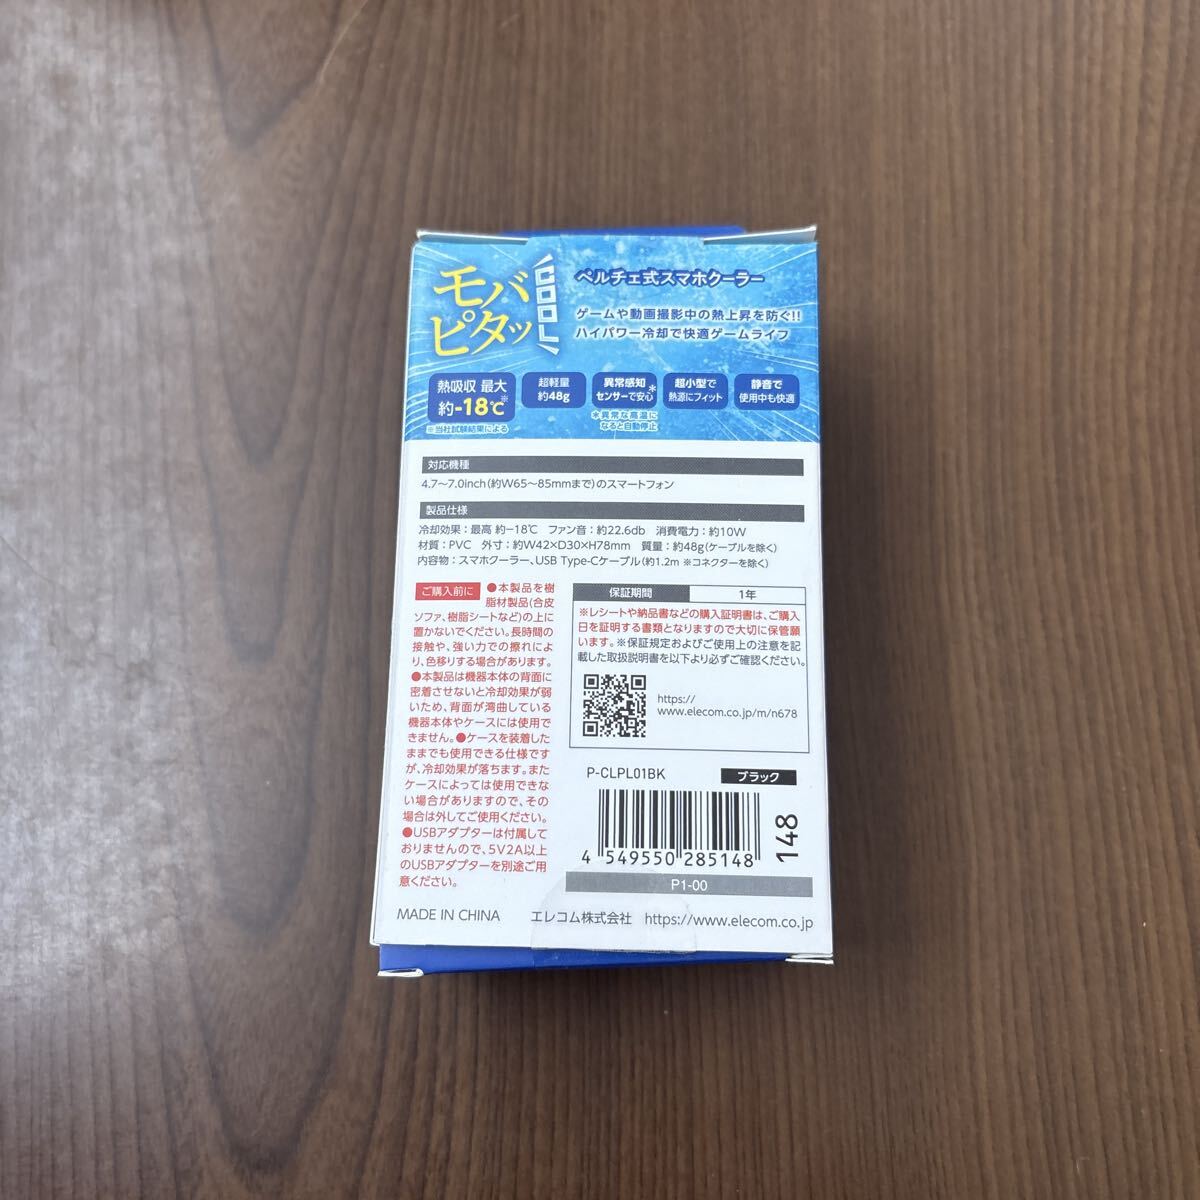 モバ
ピタッ
COOL
ペルチェ式スマホクーラー
ゲームや動画撮影中の熱上昇を防ぐ!!
ハイパワー冷却で快適ゲームライフ
熱吸収 最大
約-18℃※
※当社試験結果による
超軽量
約48g
異常感知
センサーで安心*
*異常な高温に
なると自動停止
超小型で
熱源にフィット
静音で
使用中も快適
対応機種
4.7〜7.0inch(約W65〜85mmまで)のスマートフォン
製品仕様
冷却効果：最高 約−18℃ ファン音：約22.6db 消費電力：約10W
材質：PVC 外寸：約W42×D30×H78mm 質量：約48g(ケーブルを除く)
内容物：スマホクーラー、USB Type-Cケーブル(約1.2m ※コネクターを除く)
ご購入前に ●本製品を樹
脂材製品(合皮
ソファ、樹脂シートなど)の上に
置かないでください。長時間の
接触や、強い力での擦れによ
り、色移りする場合があります。
●本製品は機器本体の背面に
密着させないと冷却効果が弱
いため、背面が湾曲している
機器本体やケースには使用で
きません。●ケースを装着した
ままでも使用できる仕様です
が、冷却効果が落ちます。また
ケースによっては使用できな
い場合がありますので、その
場合は外してご使用ください。
●USBアダプターは付属して
おりませんので、5V2A以上
のUSBアダプターを別途ご用
意ください。
保証期間 1年
※レシートや納品書などの購入証明書は、ご購入
日を証明する書類となりますので大切に保管願
います。※保証規定およびご使用上の注意を記
載した取扱説明書を以下より必ずご確認ください。
https://
www.elecom.co.jp/m/n678
P-CLPL01BK ブラック
4 549550 285148
148
P1-00
MADE IN CHINA エレコム株式会社 https://www.elecom.co.jp